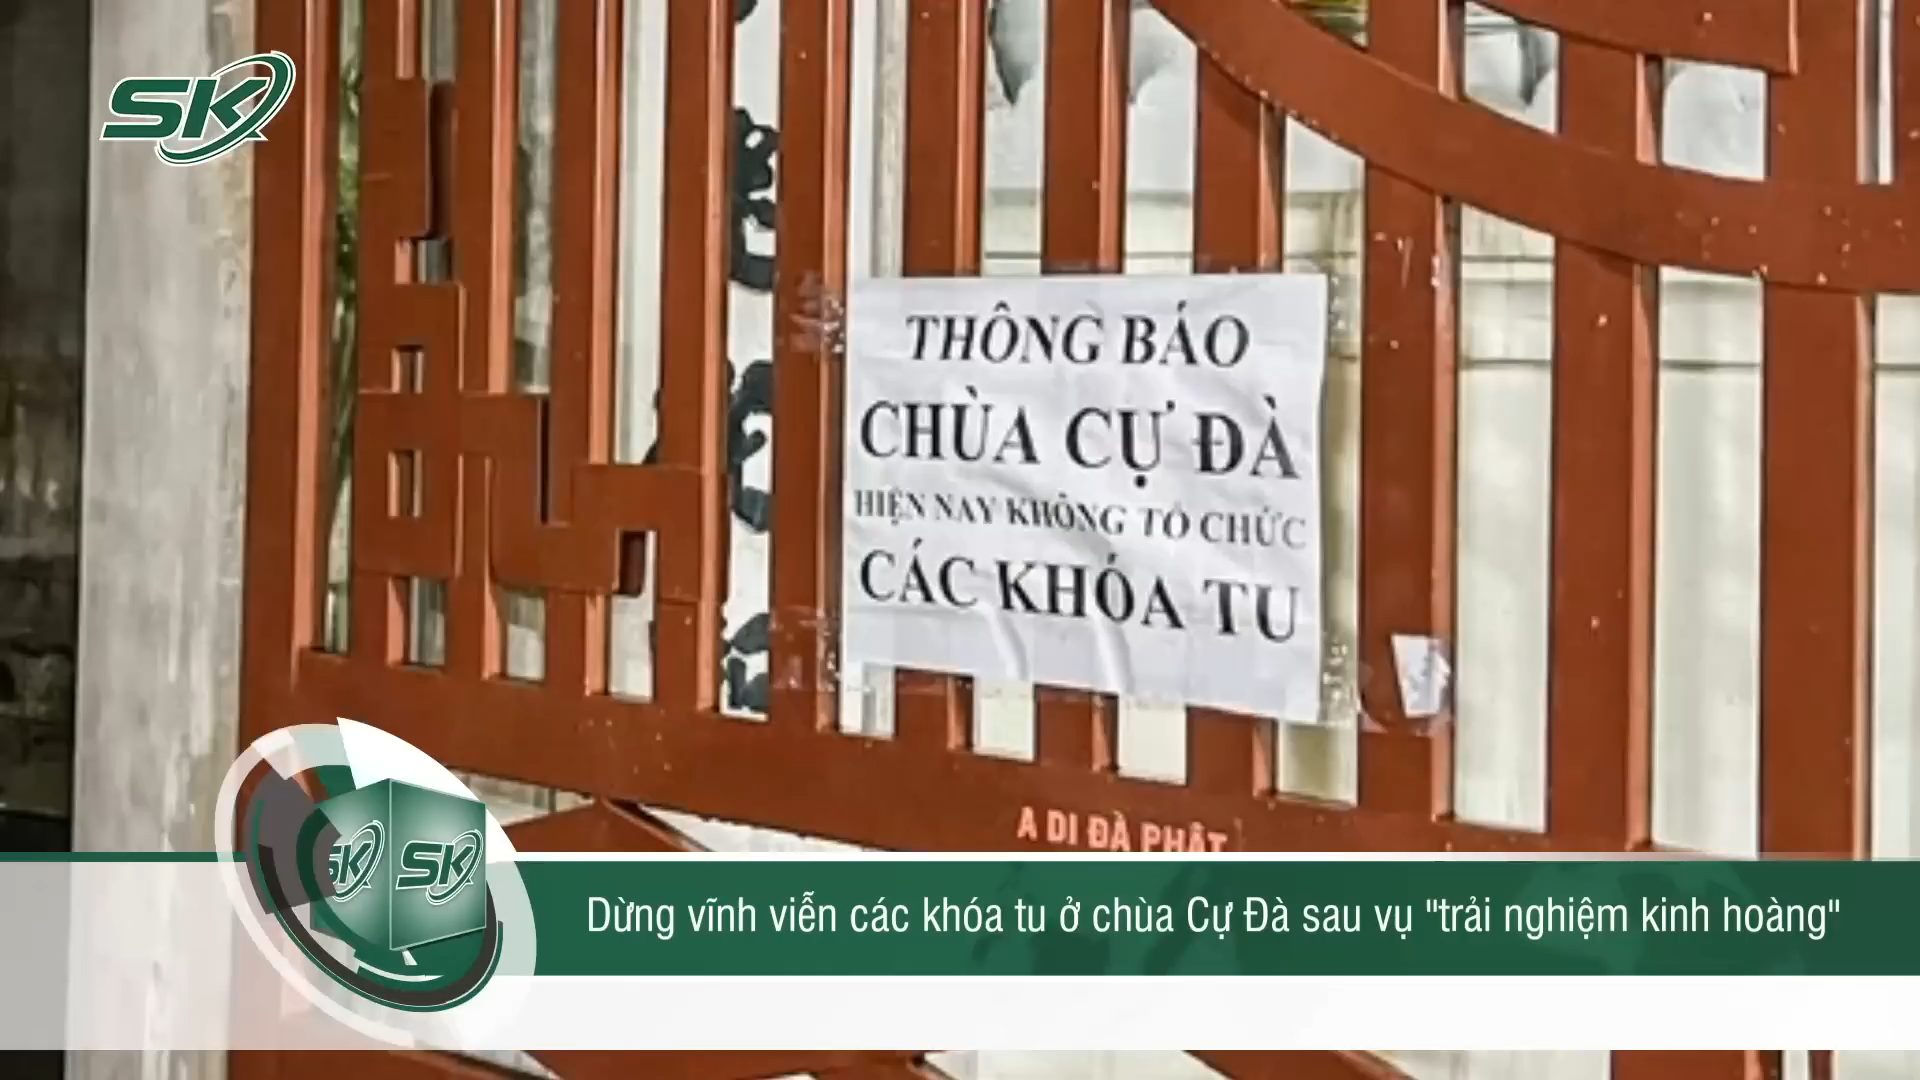 SK
THÔNG BÁO
CHÙA CỰ ĐÀ
HIỆN NAY KHÔNG TỔ CHỨC
CÁC KHÓA TU
A DI ĐÀ PHẬT
SK SK
Dừng vĩnh viễn các khóa tu ở chùa Cự Đà sau vụ "trải nghiệm kinh hoàng"